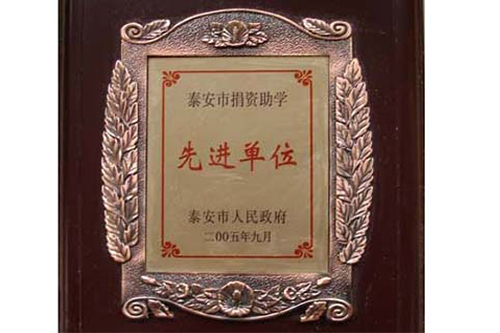 泰安市捐资助学
先进单位
泰安市人民政府
二00五年九月